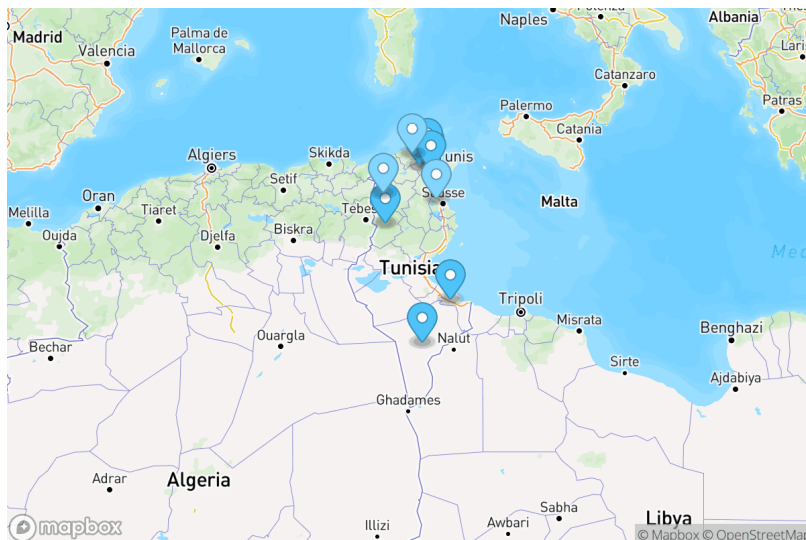 Madrid
Valencia
Palma de
Mallorca
Naples
Potenza
Albania
Catanzaro
Patras
Palermo
Catania
Algiers
Skikda
Tunis
Oran
Setif
Melilla
Tiaret
Malta
Oujda
Djelfa
Biskra
Tunisia
Tripoli
Misrata
Benghazi
Bechar
Ouargla
Nalut
Sirte
Ajdabiya
Ghadames
Adrar
Algeria
Sabha
Illizi
Awbari
Libya
mapbox
© Mapbox © OpenStreetMap